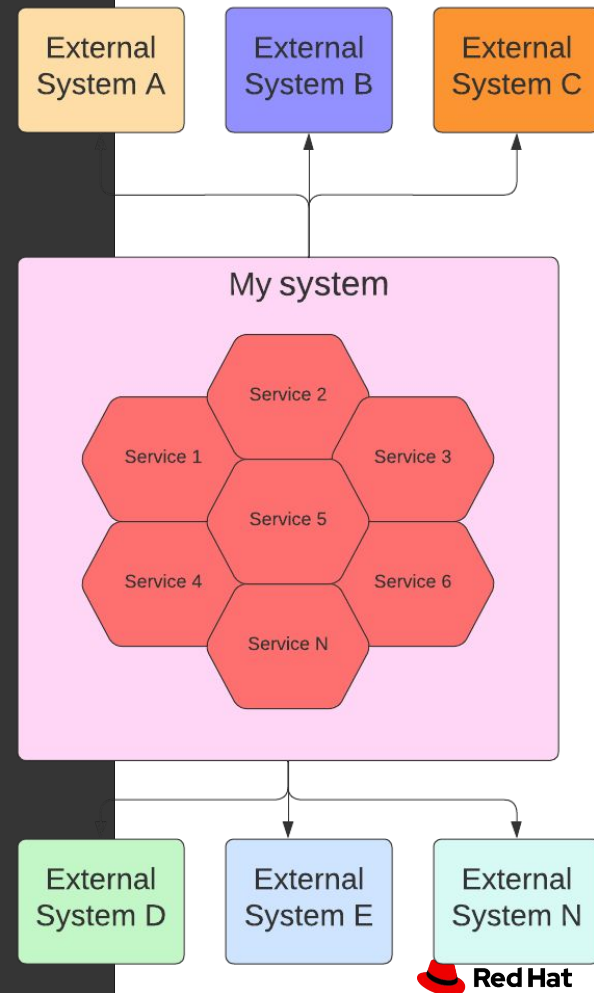 External
System A
External
System B
External
System C
My system
Service 2
Service 1
Service 3
Service 5
Service 4
Service 6
Service N
External
System D
External
System E
External
System N
Red Hat